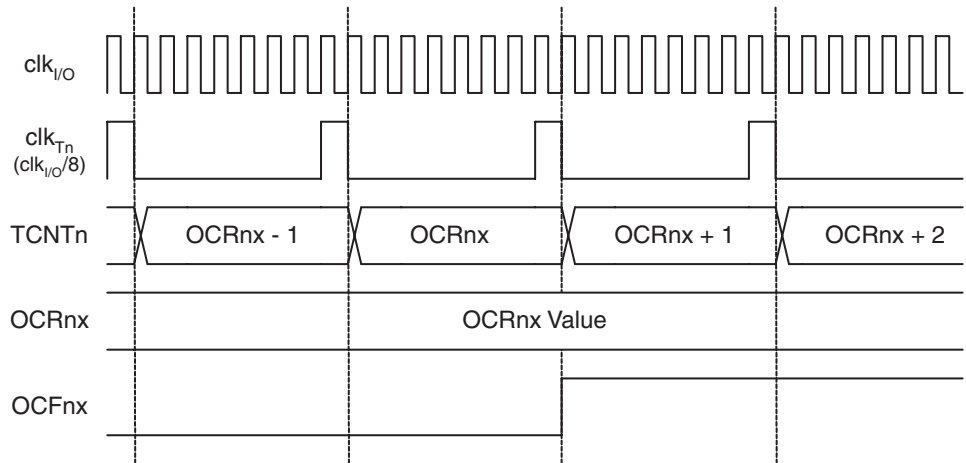 clkI/O
clkTn
(clkI/O/8)
TCNTn
OCRnx - 1
OCRnx
OCRnx + 1
OCRnx + 2
OCRnx
OCRnx Value
OCFnx